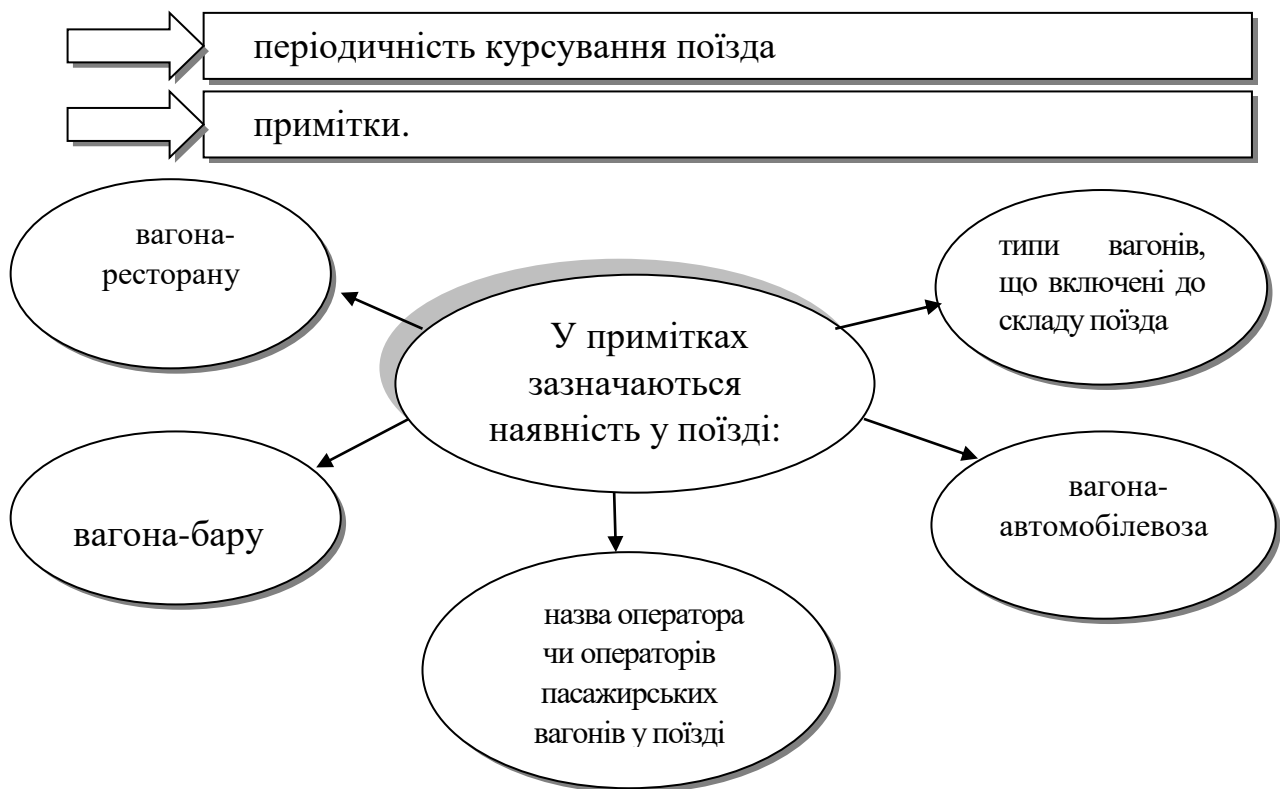 періодичність курсування поїзда
примітки.
вагона-
ресторану
типи вагонів,
що включені до
складу поїзда
У примітках
зазначаються
наявність у поїзді:
вагона-бару
вагона-
автомобілевоза
назва оператора
чи операторів
пасажирських
вагонів у поїзді